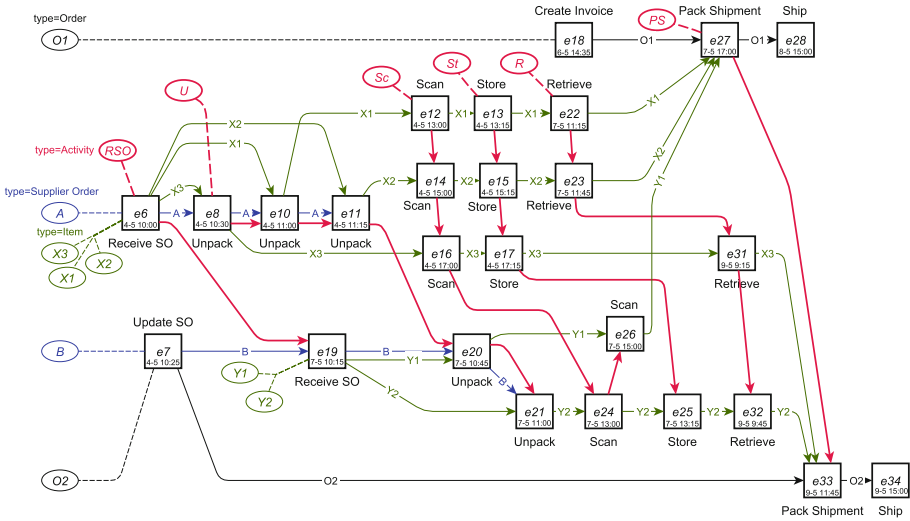 type=Order
Create Invoice
Pack Shipment
Ship
O1
e18
6-5 14:35
O1
PS
e27
7-5 17:00
O1
e28
8-5 15:00
Sc
Scan
St
Store
R
Retrieve
U
X2
X1
e12
4-5 13:00
X1
e13
4-5 13:15
X1
e22
7-5 11:15
X1
type=Activity
RSO
X1
X3
X2
e14
4-5 15:00
X2
e15
4-5 15:15
X2
e23
7-5 11:45
X2
Y1
Scan
Store
Retrieve
type=Supplier Order
A
e6
4-5 10:00
A
e8
4-5 10:30
A
e10
4-5 11:00
A
e11
4-5 11:15
type=Item
Receive SO
Unpack
Unpack
Unpack
X3
X1
X2
X3
e16
4-5 17:00
X3
e17
4-5 17:15
X3
e31
9-5 9:15
X3
Scan
Store
Retrieve
Update SO
Scan
B
e7
4-5 10:25
B
e19
7-5 10:15
B
Y1
e20
7-5 10:45
Y1
e26
7-5 15:00
Y1
Y2
Receive SO
Unpack
Y2
B
e21
7-5 11:00
Y2
e24
7-5 13:00
Y2
e25
7-5 13:15
Y2
e32
9-5 9:45
Y2
Unpack
Scan
Store
Retrieve
O2
O2
e33
9-5 11:45
O2
e34
9-5 15:00
Pack Shipment
Ship